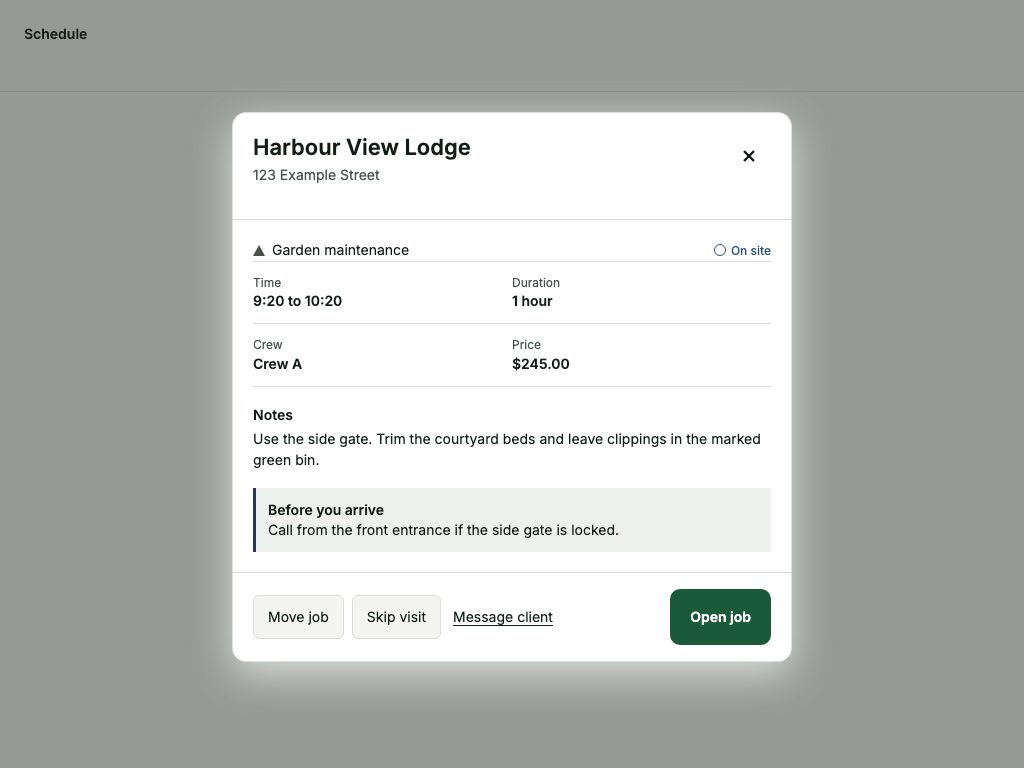 Schedule
Harbour View Lodge
123 Example Street
Garden maintenance
On site
Time
Duration
9:20 to 10:20
1 hour
Crew
Price
Crew A
$245.00
Notes
Use the side gate. Trim the courtyard beds and leave clippings in the marked
green bin.
Before you arrive
Call from the front entrance if the side gate is locked.
Move job
Skip visit
Message client
Open job